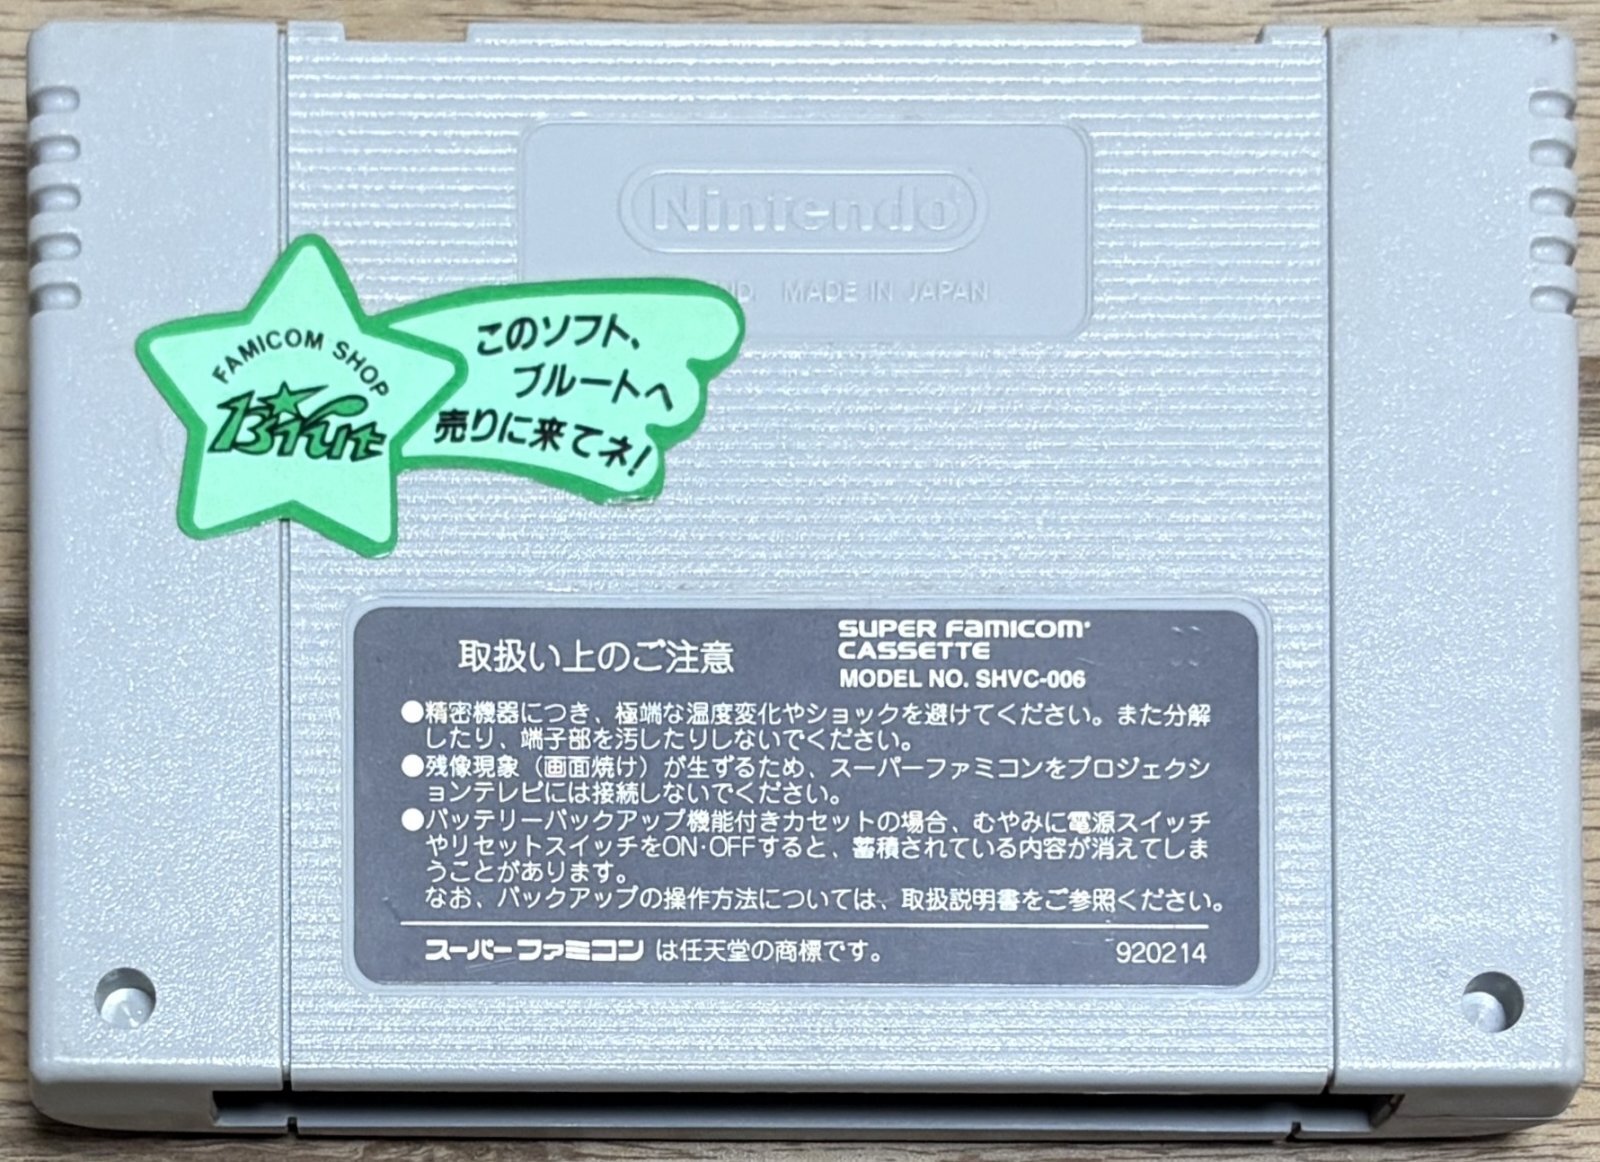 Nintendo
MADE IN JAPAN
FAMICOM SHOP
このソフト、
ブルートへ
売りに来てネ!
取扱い上のご注意
SUPER FAMICOM
CASSETTE
MODEL NO. SHVC-006
●精密機器につき、極端な温度変化やショックを避けてください。また分解
したり、端子部を汚したりしないでください。
●残像現象(画面焼け)が生ずるため、スーパーファミコンをプロジェクシ
ョンテレビには接続しないでください。
●バッテリーバックアップ機能付きカセットの場合、むやみに電源スイッチ
やリセットスイッチをON·OFFすると、蓄積されている内容が消えてしま
うことがあります。
なお、バックアップの操作方法については、取扱説明書をご参照ください。
スーパーファミコン は任天堂の商標です。
920214